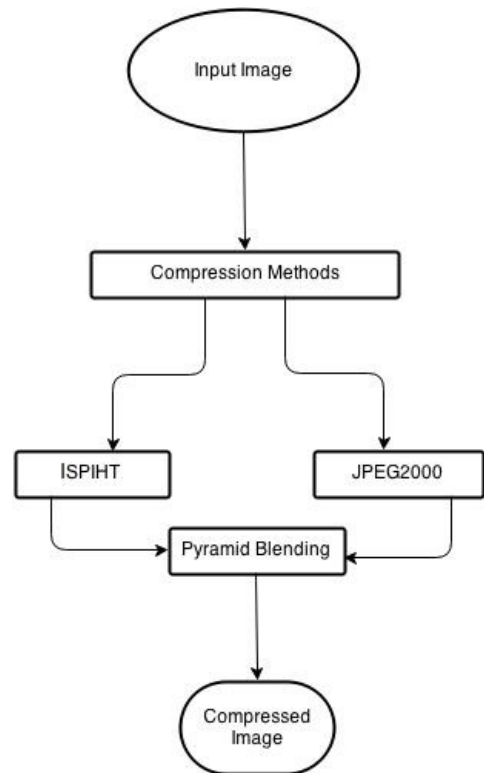 Input Image
Compression Methods
ISPIHT
JPEG2000
Pyramid Blending
Compressed
Image